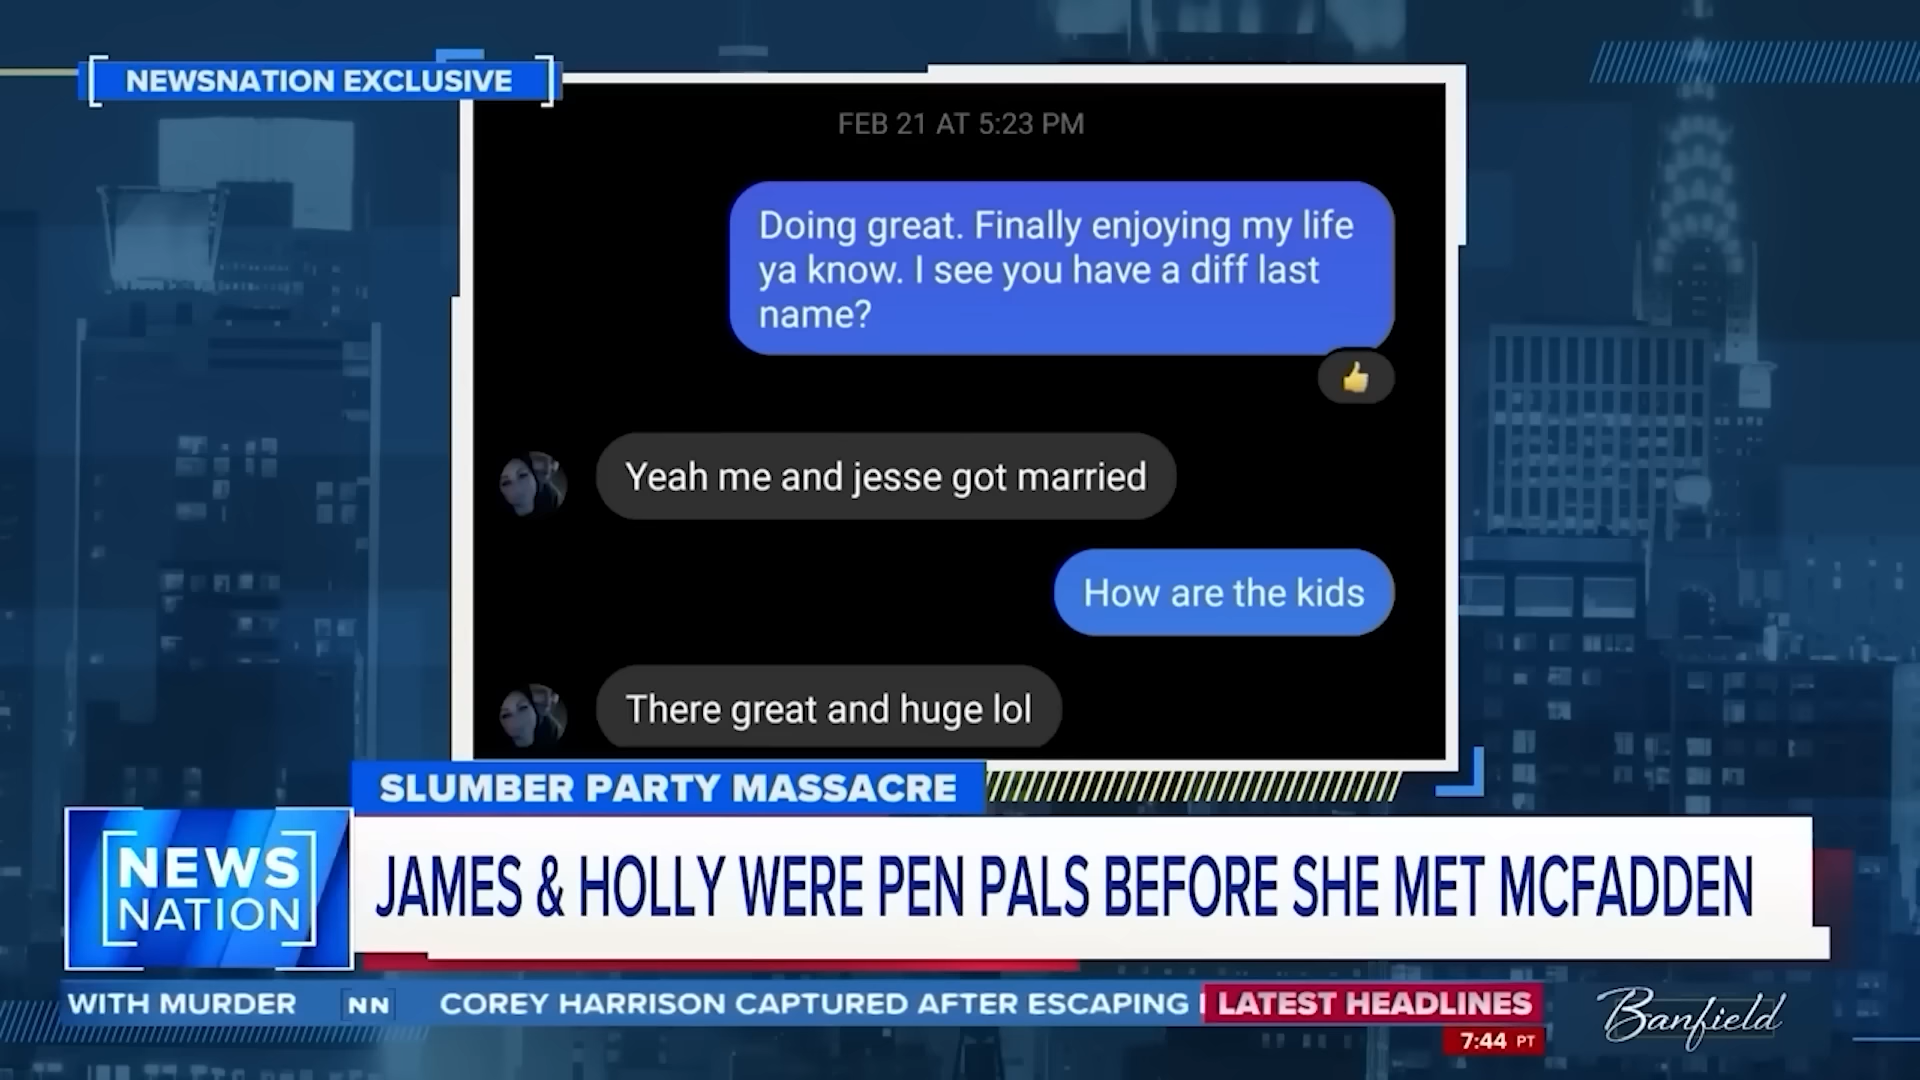 NEWSNATION EXCLUSIVE
FEB 21 AT 5:23 PM
Doing great. Finally enjoying my life
ya know. I see you have a diff last
name?
Yeah me and jesse got married
How are the kids
There great and huge lol
SLUMBER PARTY MASSACRE
NEWS
NATION
JAMES & HOLLY WERE PEN PALS BEFORE SHE MET MCFADDEN
WITH MURDER NN COREY HARRISON CAPTURED AFTER ESCAPING
LATEST HEADLINES
7:44 PT
Banfield